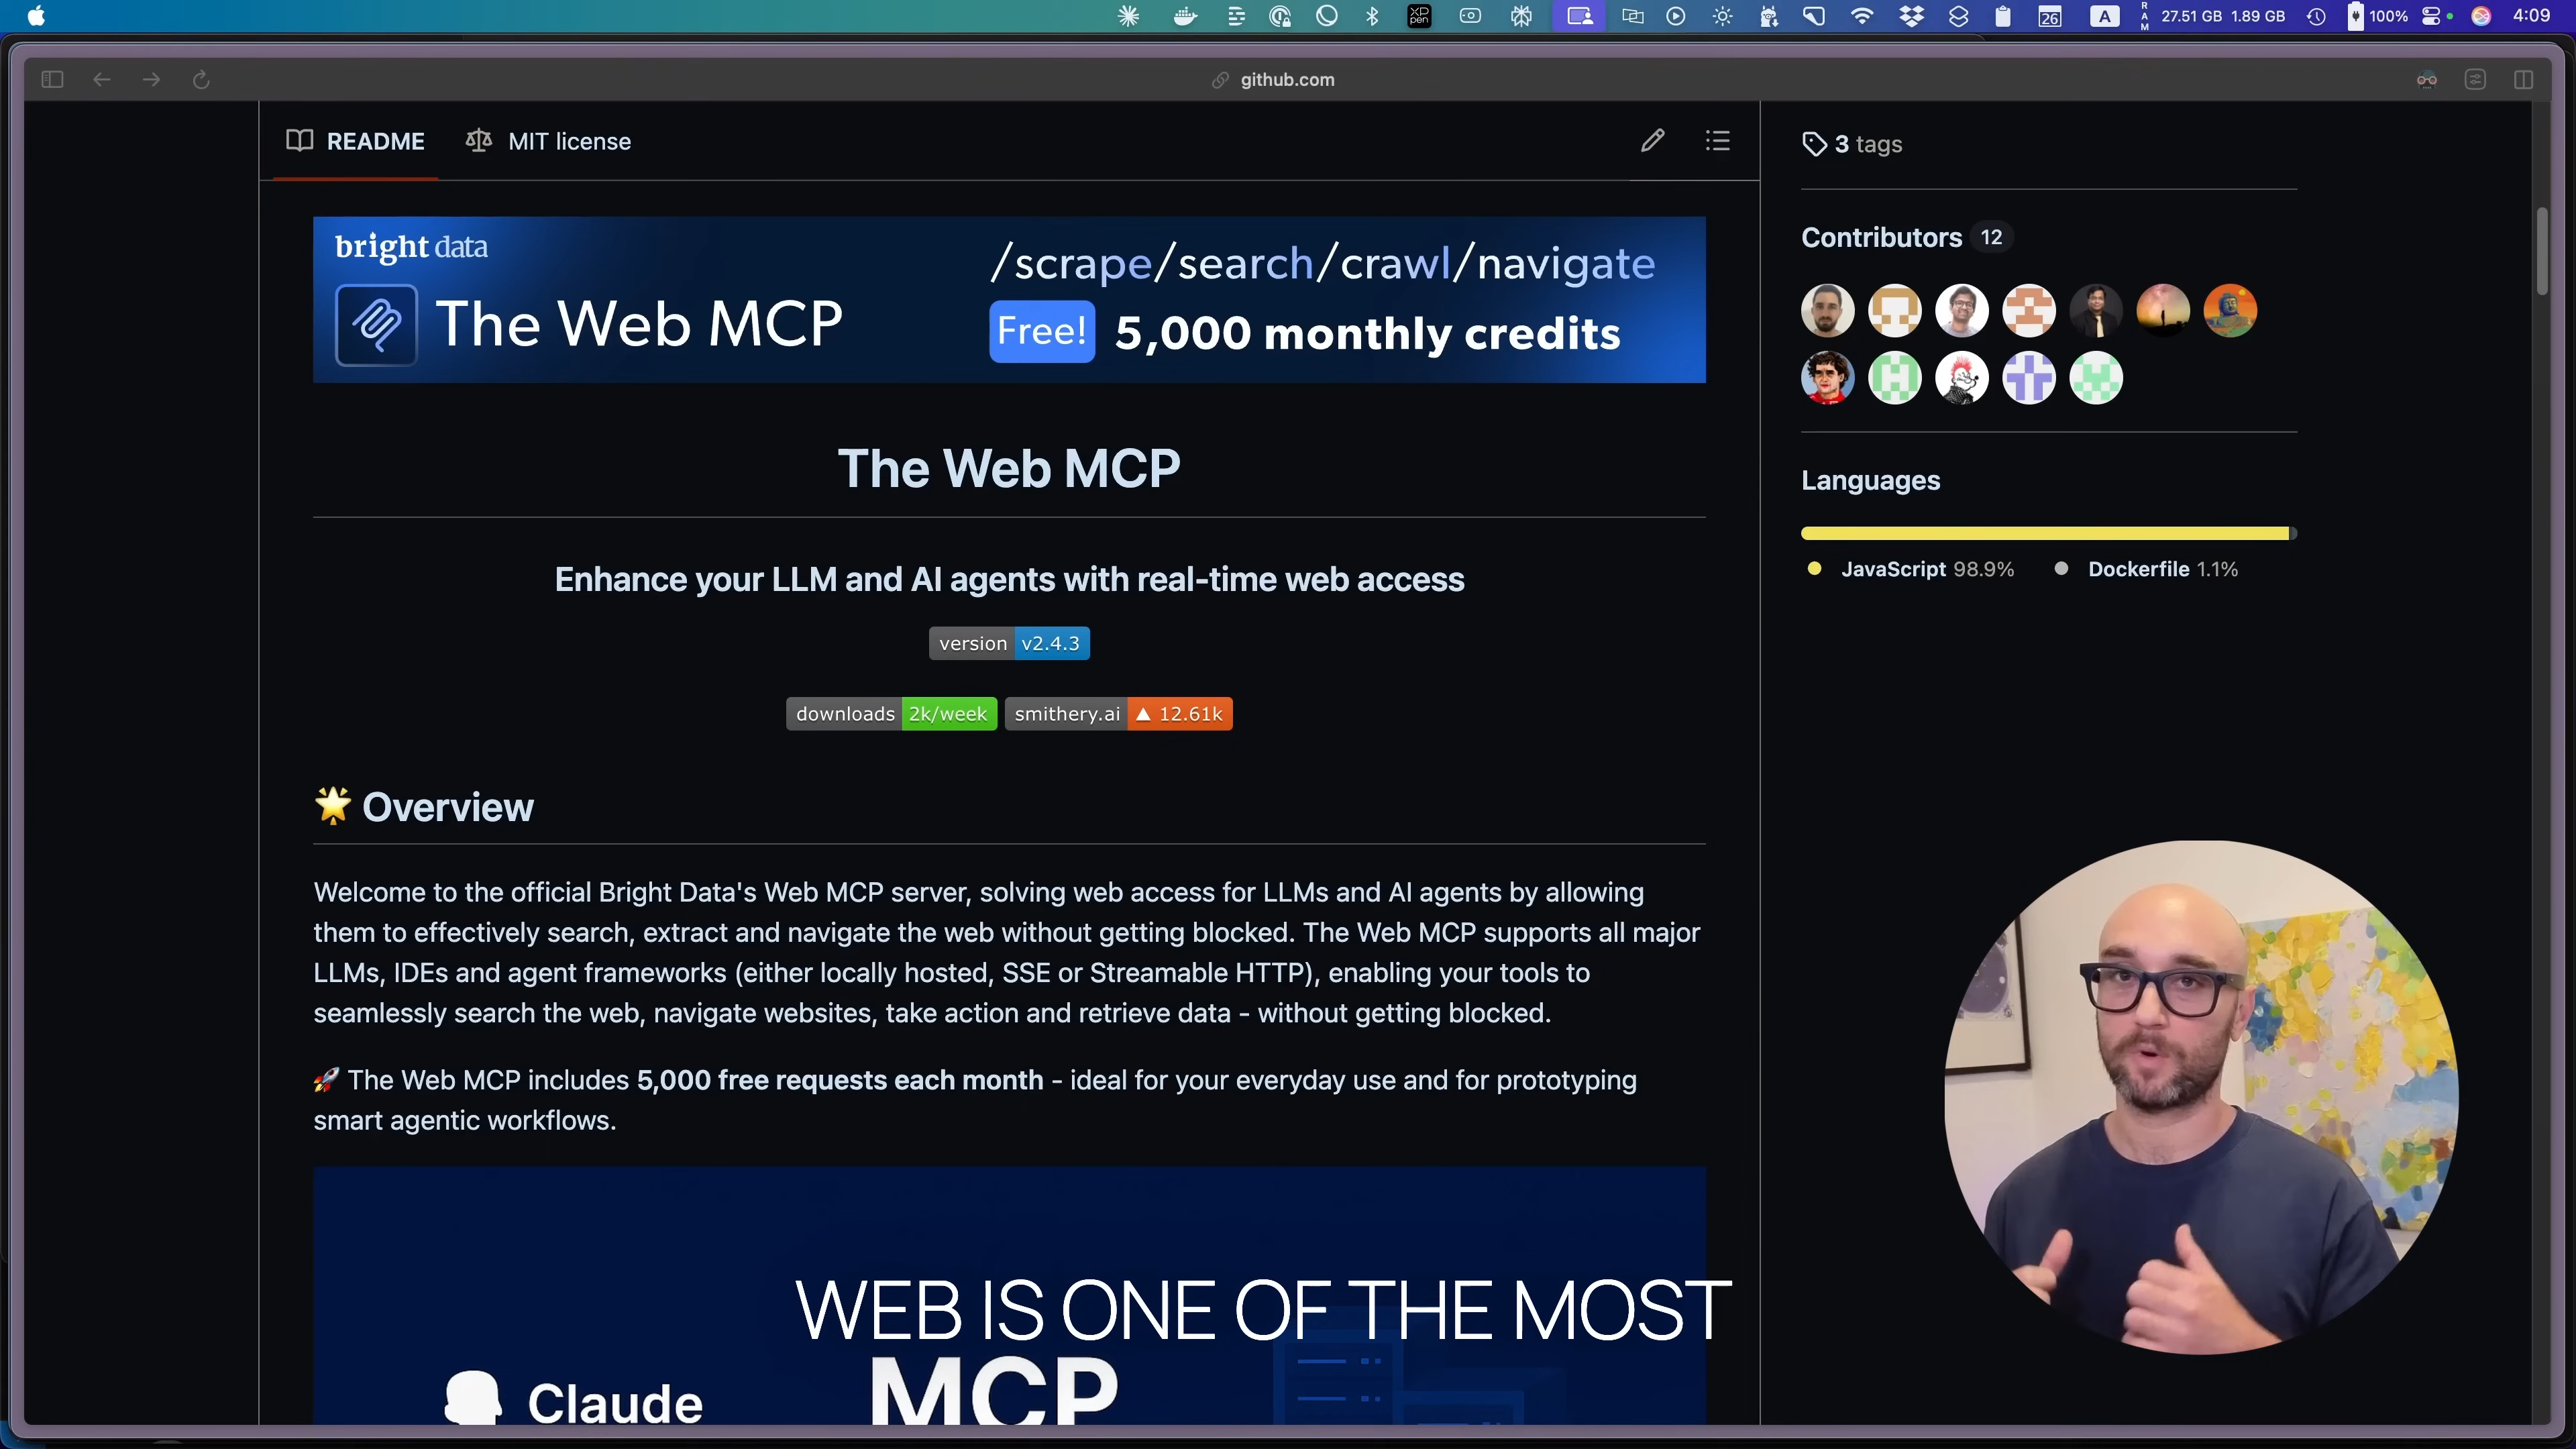 XP
pen
26
A
RAM
27.51 GB 1.89 GB
100%
4:09
github.com
README
MIT license
3 tags
bright data
The Web MCP
/scrape/search/crawl/navigate
Free! 5,000 monthly credits
Contributors 12
The Web MCP
Languages
JavaScript 98.9%
Dockerfile 1.1%
Enhance your LLM and AI agents with real-time web access
version v2.4.3
downloads 2k/week smithery.ai ▲ 12.61k
🌟 Overview
Welcome to the official Bright Data's Web MCP server, solving web access for LLMs and AI agents by allowing
them to effectively search, extract and navigate the web without getting blocked. The Web MCP supports all major
LLMs, IDEs and agent frameworks (either locally hosted, SSE or Streamable HTTP), enabling your tools to
seamlessly search the web, navigate websites, take action and retrieve data - without getting blocked.
🚀 The Web MCP includes 5,000 free requests each month - ideal for your everyday use and for prototyping
smart agentic workflows.
WEB IS ONE OF THE MOST
Claude
MCP